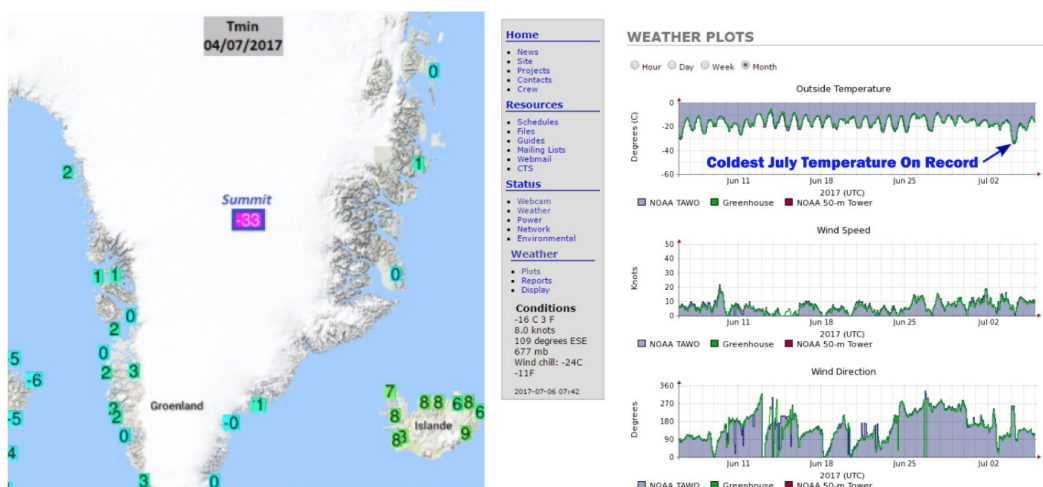 Tmin
04/07/2017
0
2
1
Summit
-33
1 1
0
0
2
0
2
3
-5
-6
Groenland
2
-5
2
-0
1
0
4
3
0
7
8 8 6 8
8
6
Islande
8
9
Home
News
Site
Projects
Contacts
Crew
Resources
Schedules
Files
Guides
Mailing Lists
Webmail
CTS
Status
Webcam
Weather
Power
Network
Environmental
Weather
Plots
Reports
Display
Conditions
-16 C 3 F
8.0 knots
109 degrees ESE
677 mb
Wind chill: -24C
-11F
2017-07-06 07:42
WEATHER PLOTS
Hour Day Week Month
Outside Temperature
0
-20
-40
-60
Degrees (C)
Coldest July Temperature On Record
Jun 11 Jun 18 Jun 25 Jul 02
2017 (UTC)
NOAA TAWO Greenhouse NOAA 50-m Tower
Wind Speed
50
40
30
20
10
0
Knots
Jun 11 Jun 18 Jun 25 Jul 02
2017 (UTC)
NOAA TAWO Greenhouse NOAA 50-m Tower
Wind Direction
360
270
180
90
0
Degrees
Jun 11 Jun 18 Jun 25 Jul 02
2017 (UTC)
NOAA TAWO Greenhouse NOAA 50-m Tower